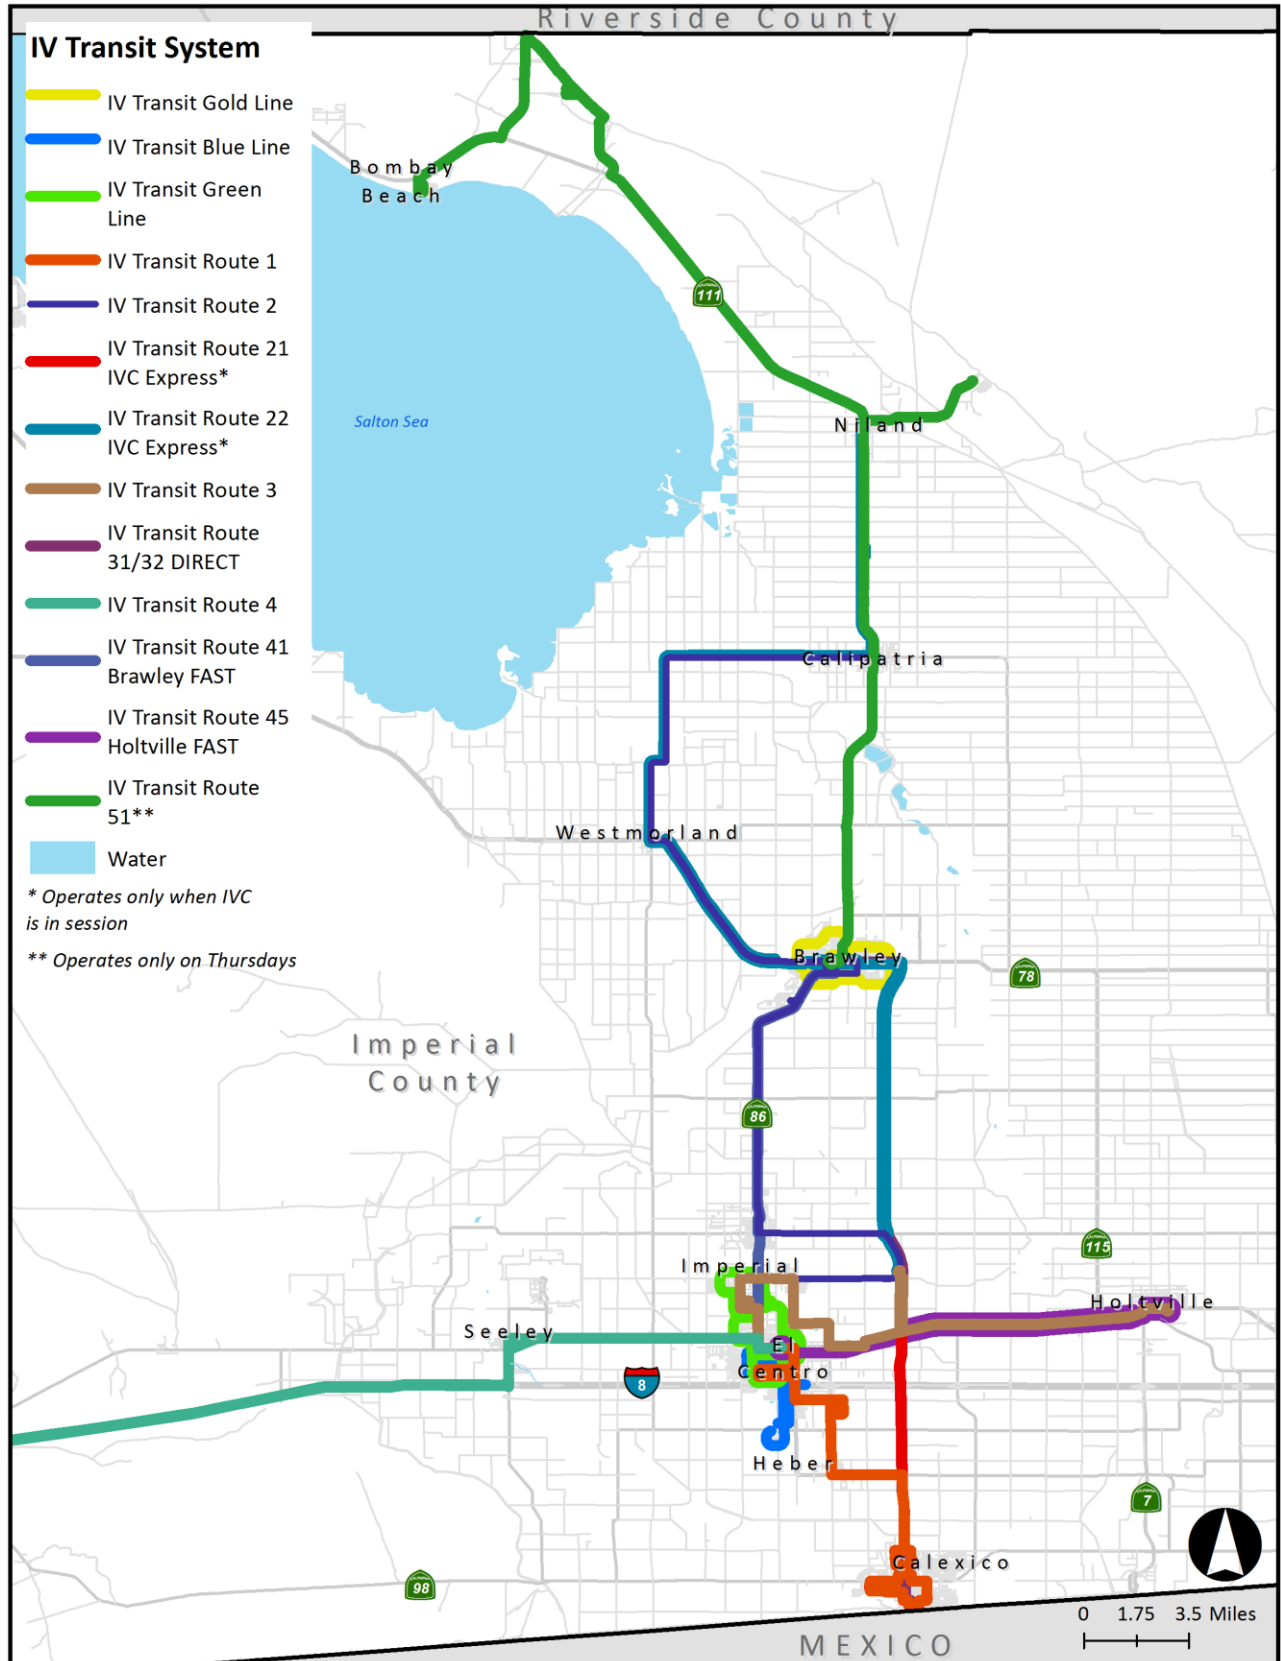 Riverside County
IV Transit System
IV Transit Gold Line
IV Transit Blue Line
IV Transit Green
Line
IV Transit Route 1
IV Transit Route 2
IV Transit Route 21
IVC Express*
IV Transit Route 22
IVC Express*
IV Transit Route 3
IV Transit Route
31/32 DIRECT
IV Transit Route 4
IV Transit Route 41
Brawley FAST
IV Transit Route 45
Holtville FAST
IV Transit Route
51**
Water
* Operates only when IVC
is in session
** Operates only on Thursdays
Bombay
Beach
111
Salton Sea
Niland
Calipatria
Westmorland
Brawley
78
Imperial
County
86
115
Imperial
Holtville
Seeley
El
Centro
8
Heber
7
Calexico
98
0 1.75 3.5 Miles
MEXICO